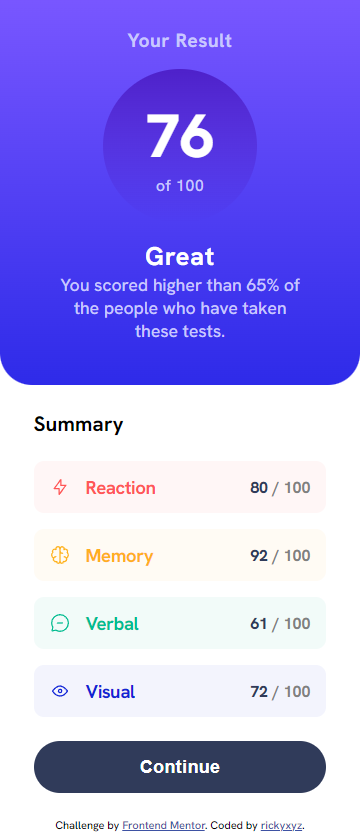 Your Result
76
of 100
Great
You scored higher than 65% of
the people who have taken
these tests.
Summary
Reaction 80 / 100
Memory 92 / 100
Verbal 61 / 100
Visual 72 / 100
Continue
Challenge by Frontend Mentor. Coded by rickyxyz.